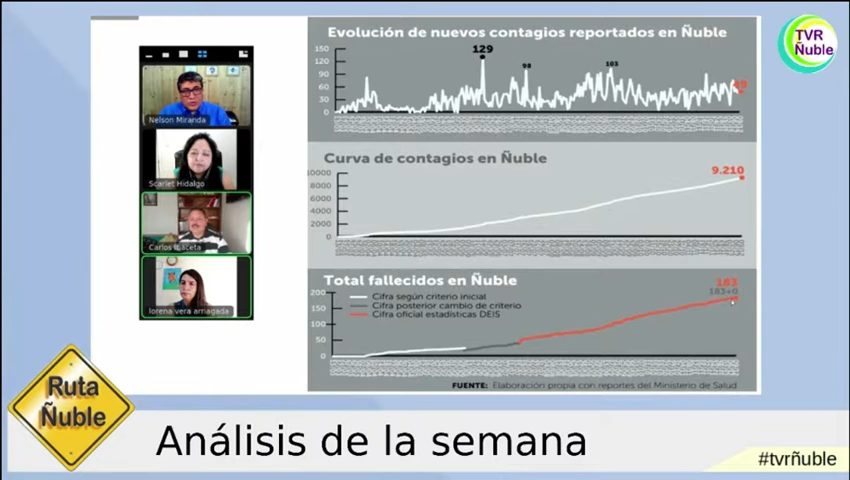 Evolución de nuevos contagios reportados en Ñuble
150
120
90
60
30
0
129
98
103
TVR
Ñuble
Nelson Miranda
Scarlet Hidalgo
Carlos
lorena vera arriagada
Curva de contagios en Ñuble
10000
8000
6000
4000
2000
0
9.210
Total fallecidos en Ñuble
200
150
100
50
0
Cifra según criterio inicial
Cifra posterior cambio de criterio
Cifra oficial estadísticas DEIS
183
183+0
FUENTE: Elaboración propia con reportes del Ministerio de Salud
Ruta
Ñuble
Análisis de la semana
#tvrñuble